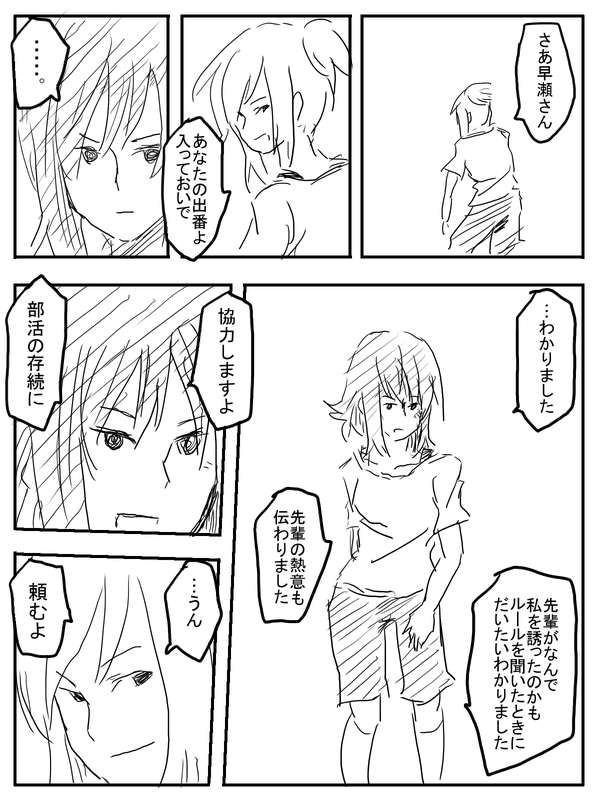 さあ早瀬さん
あなたの出番よ
入っておいで
……。
…わかりました
先輩がなんで
私を誘ったのかも
ルールを聞いたときに
だいたいわかりました
先輩の熱意も
伝わりました
協力しますよ
部活の存続に
…うん
頼むよ